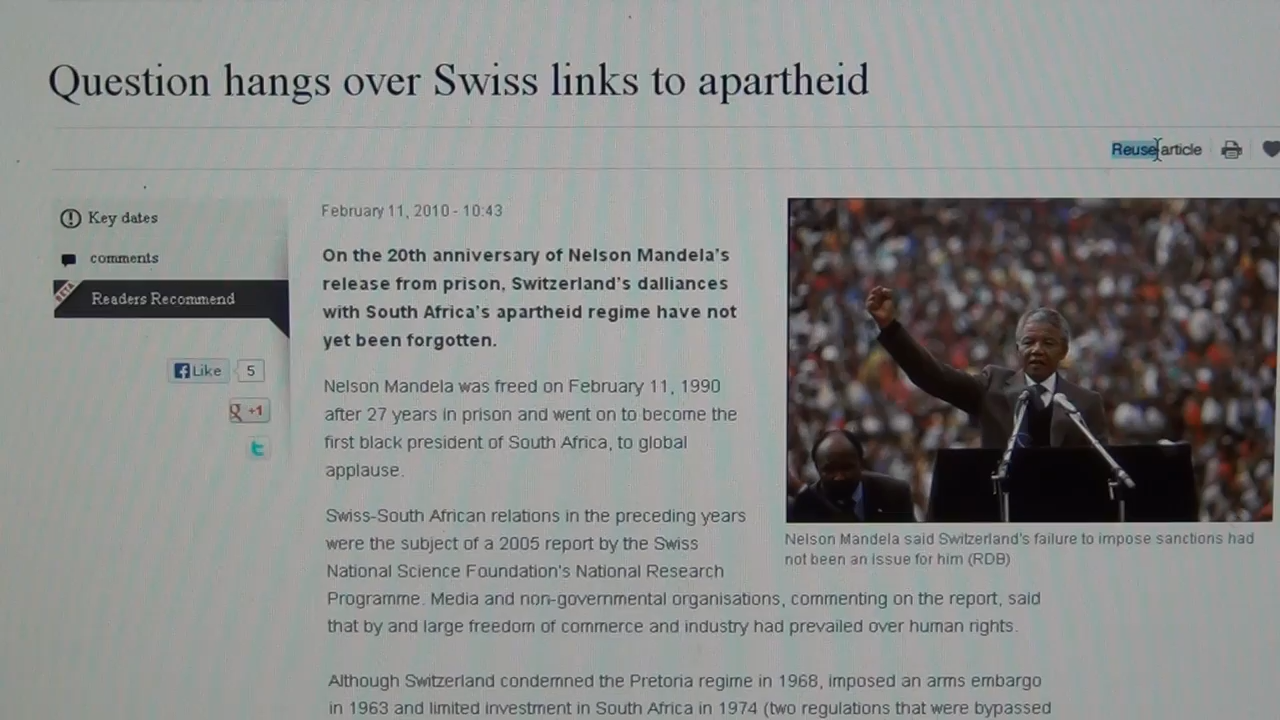 Question hangs over Swiss links to apartheid
Reuse article
Key dates
comments
BETA
Readers Recommend
Like 5
g +1
February 11, 2010 - 10:43
On the 20th anniversary of Nelson Mandela's
release from prison, Switzerland's dalliances
with South Africa's apartheid regime have not
yet been forgotten.
Nelson Mandela was freed on February 11, 1990
after 27 years in prison and went on to become the
first black president of South Africa, to global
applause.
Swiss-South African relations in the preceding years
were the subject of a 2005 report by the Swiss
National Science Foundation's National Research
Programme. Media and non-governmental organisations, commenting on the report, said
that by and large freedom of commerce and industry had prevailed over human rights.
Although Switzerland condemned the Pretoria regime in 1968, imposed an arms embargo
in 1963 and limited investment in South Africa in 1974 (two regulations that were bypassed
Nelson Mandela said Switzerland's failure to impose sanctions had
not been an issue for him (RDB)